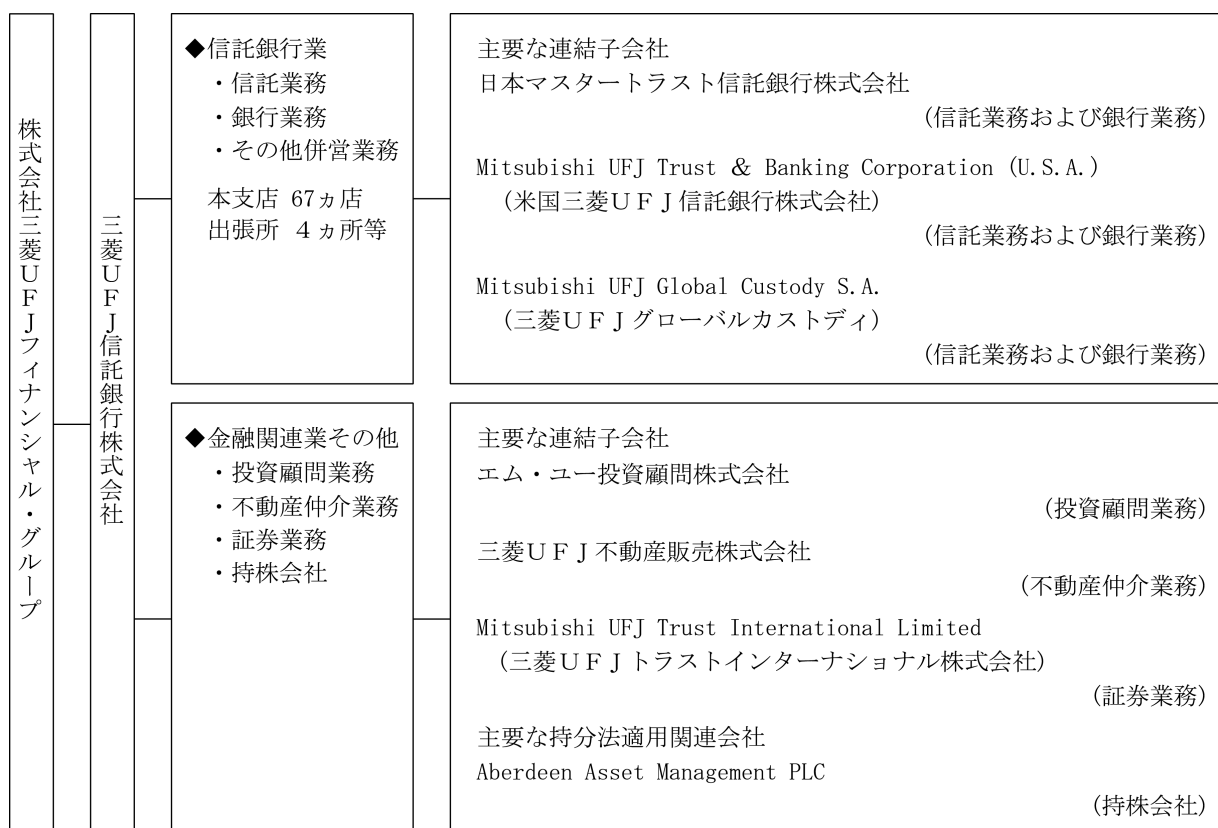 株式会社三菱ＵＦＪフィナンシャル・グループ
三菱ＵＦＪ信託銀行株式会社
◆信託銀行業
・信託業務
・銀行業務
・その他併営業務
本支店 67ヵ店
出張所 ４ヵ所等
主要な連結子会社
日本マスタートラスト信託銀行株式会社
(信託業務および銀行業務)
Mitsubishi UFJ Trust & Banking Corporation (U.S.A.)
(米国三菱ＵＦＪ信託銀行株式会社)
(信託業務および銀行業務)
Mitsubishi UFJ Global Custody S.A.
(三菱ＵＦＪグローバルカストディ)
(信託業務および銀行業務)
◆金融関連業その他
・投資顧問業務
・不動産仲介業務
・証券業務
・持株会社
主要な連結子会社
エム・ユー投資顧問株式会社
(投資顧問業務)
三菱ＵＦＪ不動産販売株式会社
(不動産仲介業務)
Mitsubishi UFJ Trust International Limited
(三菱ＵＦＪトラストインターナショナル株式会社)
(証券業務)
主要な持分法適用関連会社
Aberdeen Asset Management PLC
(持株会社)